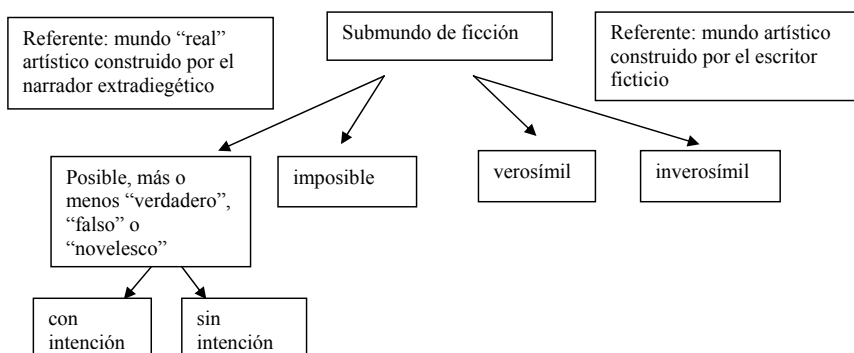 Referente: mundo “real”
artístico construido por el
narrador extradiegético
Submundo de ficción
Referente: mundo artístico
construido por el escritor
ficticio
Posible, más o
menos “verdadero”,
“falso” o
“novelesco”
imposible
verosímil
inverosímil
con
intención
sin
intención